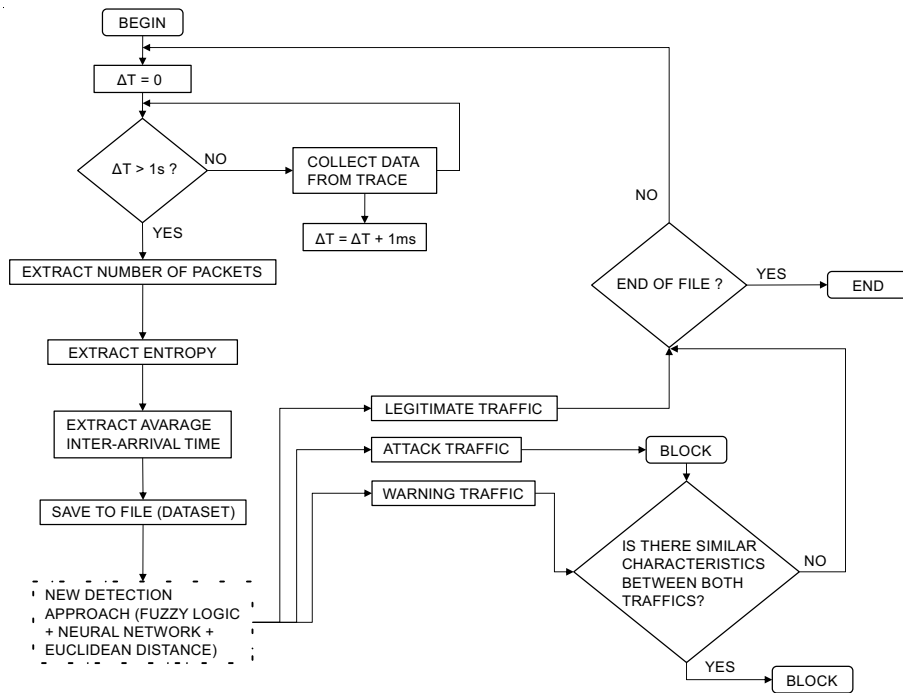 BEGIN
ΔT = 0
ΔT > 1s ?
NO
COLLECT DATA
FROM TRACE
ΔT = ΔT + 1ms
YES
EXTRACT NUMBER OF PACKETS
EXTRACT ENTROPY
EXTRACT AVARAGE
INTER-ARRIVAL TIME
SAVE TO FILE (DATASET)
NEW DETECTION
APPROACH (FUZZY LOGIC
+ NEURAL NETWORK +
EUCLIDEAN DISTANCE)
LEGITIMATE TRAFFIC
ATTACK TRAFFIC
WARNING TRAFFIC
BLOCK
IS THERE SIMILAR
CHARACTERISTICS
BETWEEN BOTH
TRAFFICS?
NO
YES
BLOCK
END OF FILE ?
NO
YES
END